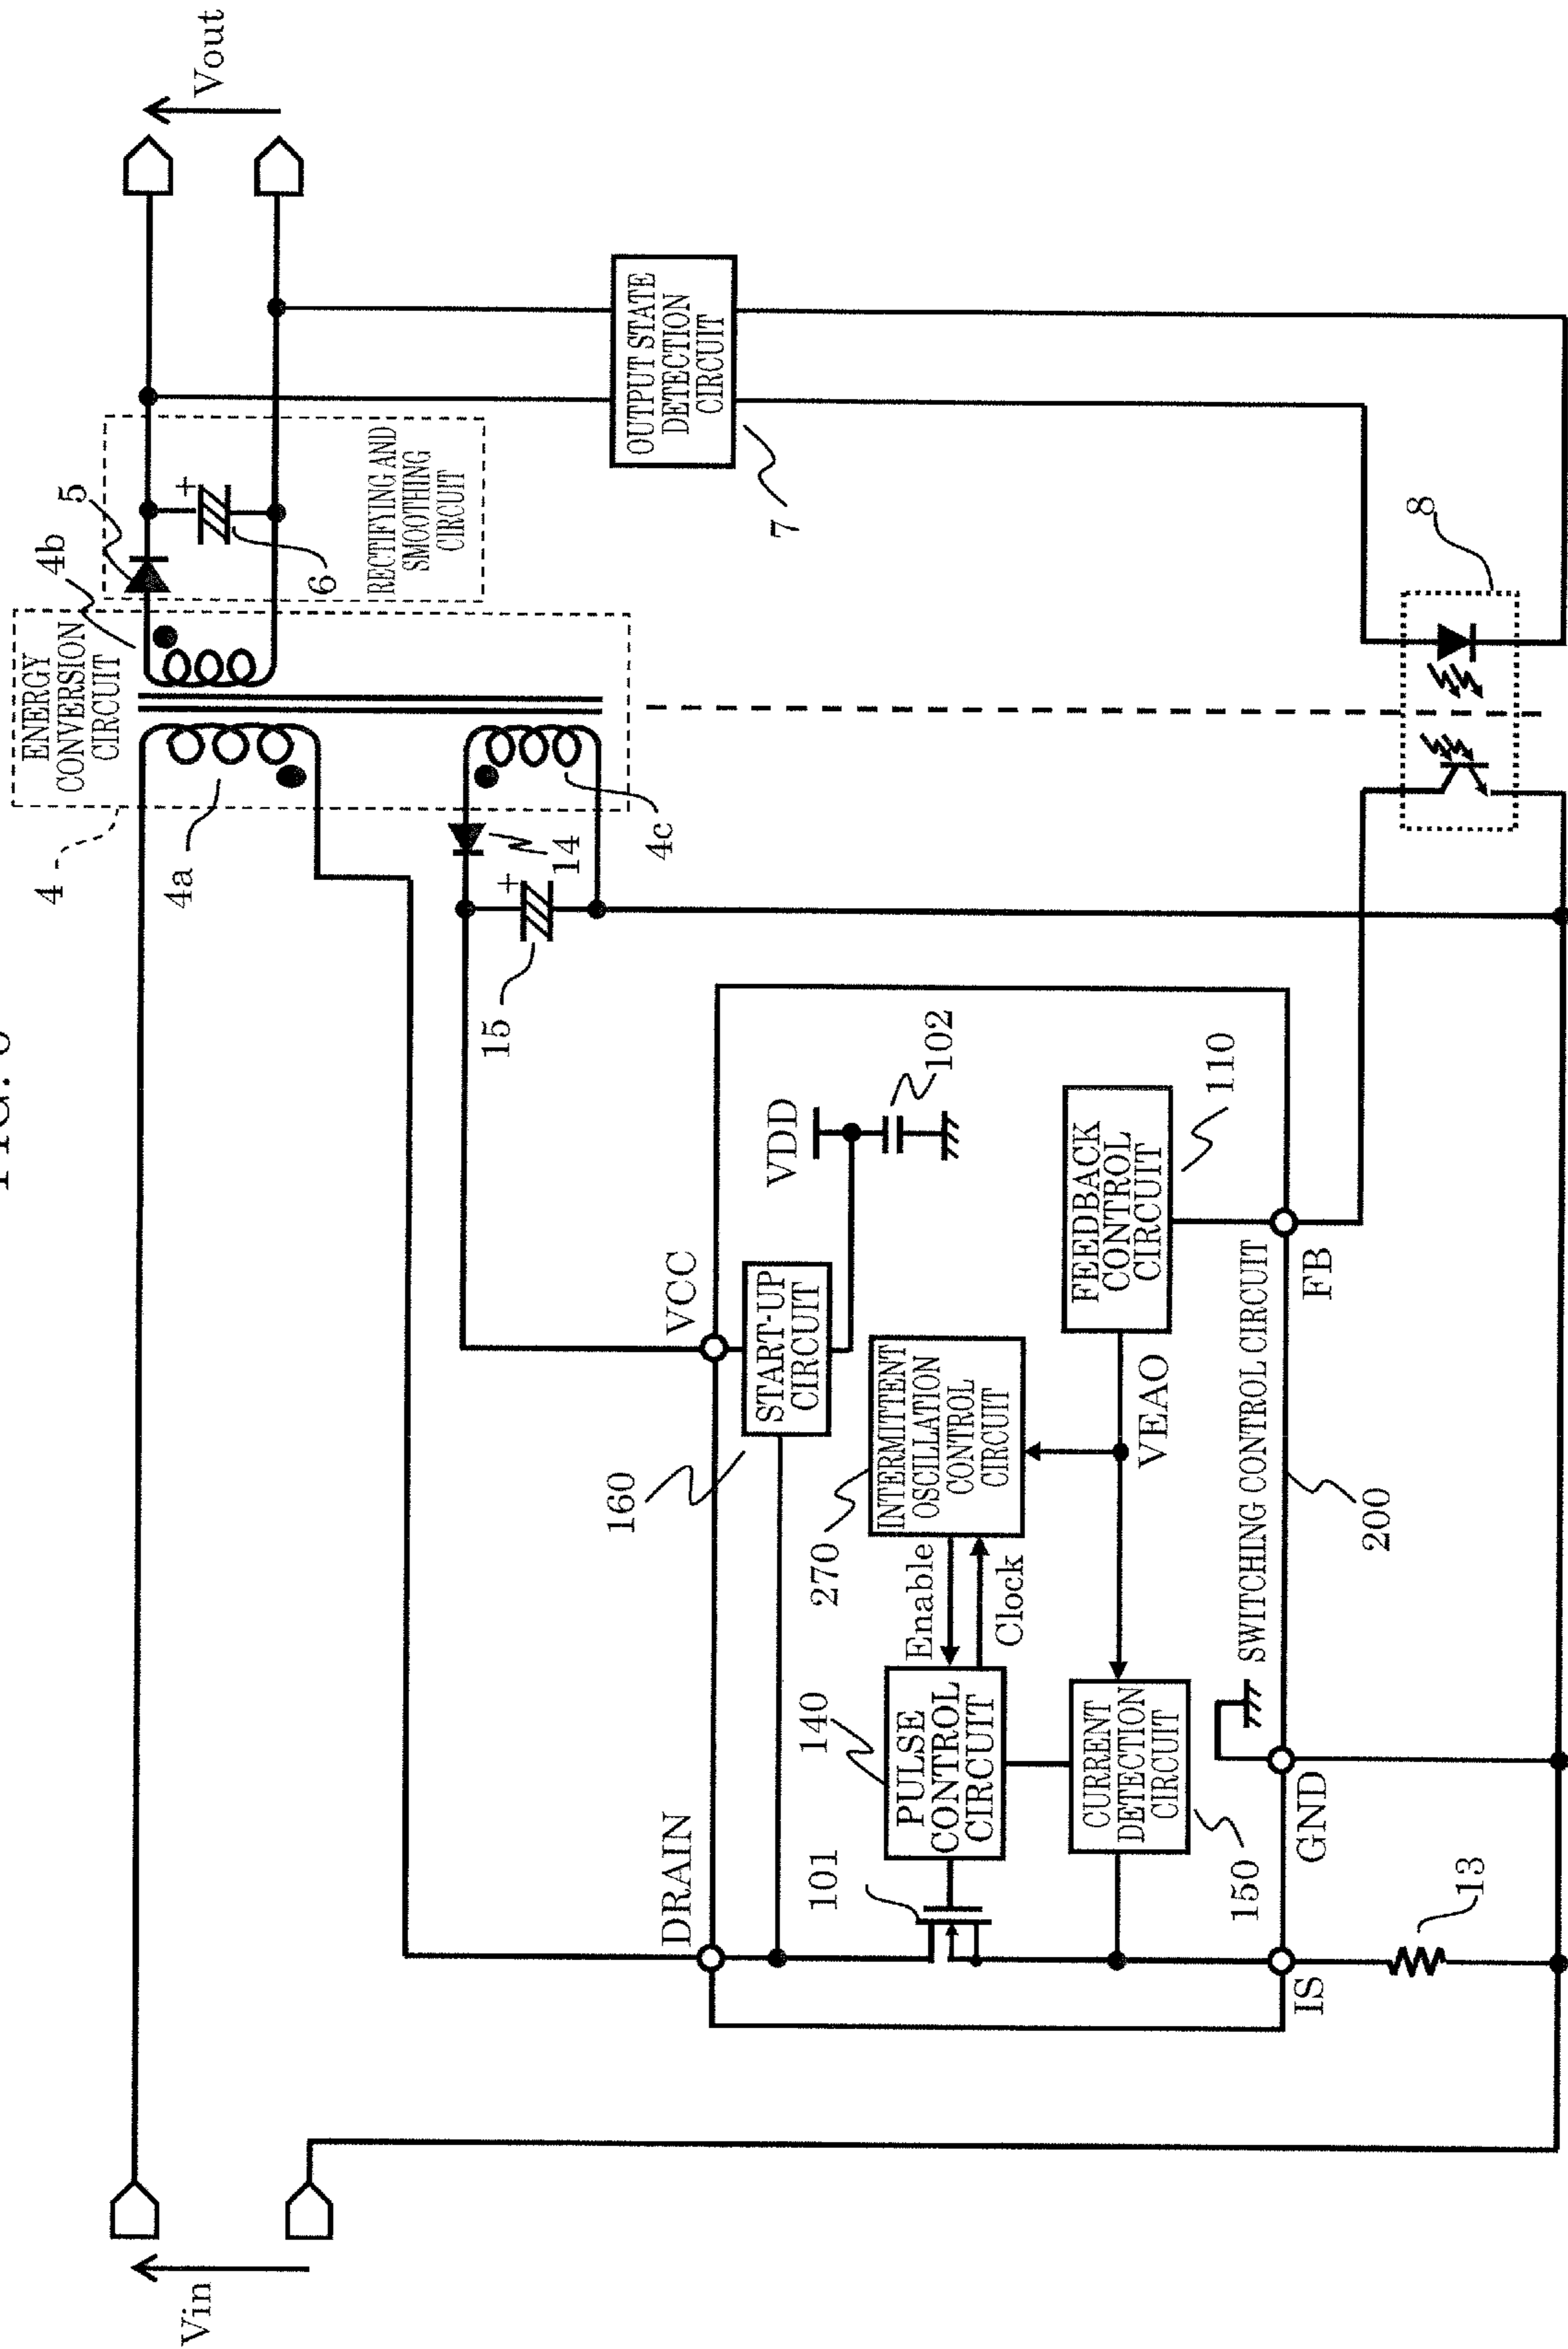 Vin
Vout
ENERGY
CONVERSION
CIRCUIT
4
4a
4b
4c
5
6
+
RECTIFYING AND
SMOOTHING
CIRCUIT
14
15
+
OUTPUT STATE
DETECTION
CIRCUIT
7
8
DRAIN
VCC
160
START-UP
CIRCUIT
VDD
102
101
140
PULSE
CONTROL
CIRCUIT
Enable
Clock
270
INTERMITTENT
OSCILLATION
CONTROL
CIRCUIT
CURRENT
DETECTION
CIRCUIT
150
VEAO
FEEDBACK
CONTROL
CIRCUIT
110
SWITCHING CONTROL CIRCUIT
200
IS
GND
FB
13